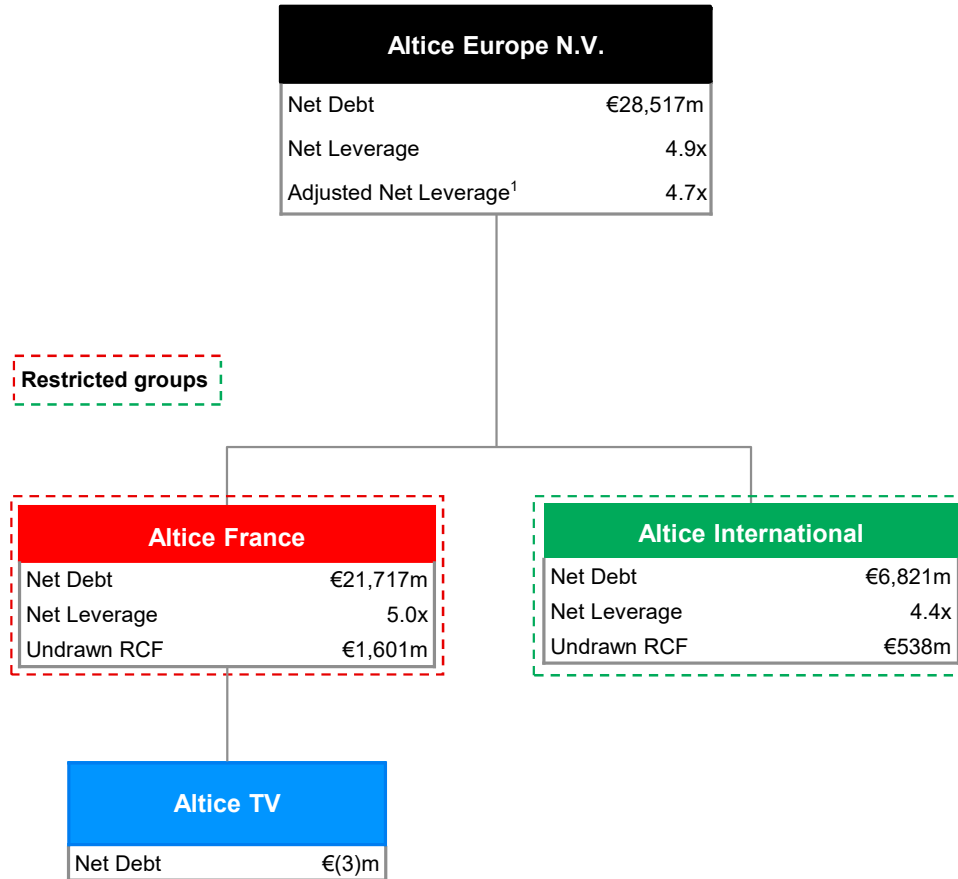 Altice Europe N.V.
Net Debt €28,517m
Net Leverage 4.9x
Adjusted Net Leverage¹ 4.7x
Restricted groups
Altice France
Net Debt €21,717m
Net Leverage 5.0x
Undrawn RCF €1,601m
Altice International
Net Debt €6,821m
Net Leverage 4.4x
Undrawn RCF €538m
Altice TV
Net Debt €(3)m